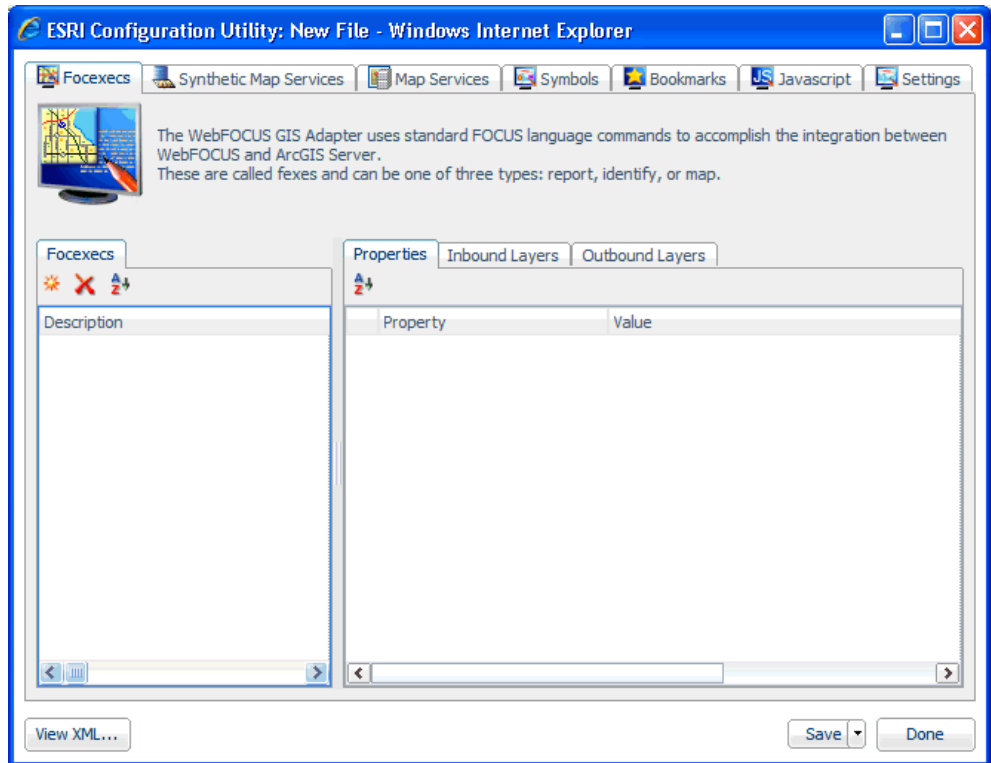 ESRI Configuration Utility: New File - Windows Internet Explorer
Focexecs Synthetic Map Services Map Services Symbols Bookmarks JS Javascript Settings
The WebFOCUS GIS Adapter uses standard FOCUS language commands to accomplish the integration between
WebFOCUS and ArcGIS Server.
These are called fexes and can be one of three types: report, identify, or map.
Focexecs
Properties Inbound Layers Outbound Layers
A
Z
A
Z
Description
Property Value
View XML... Save Done